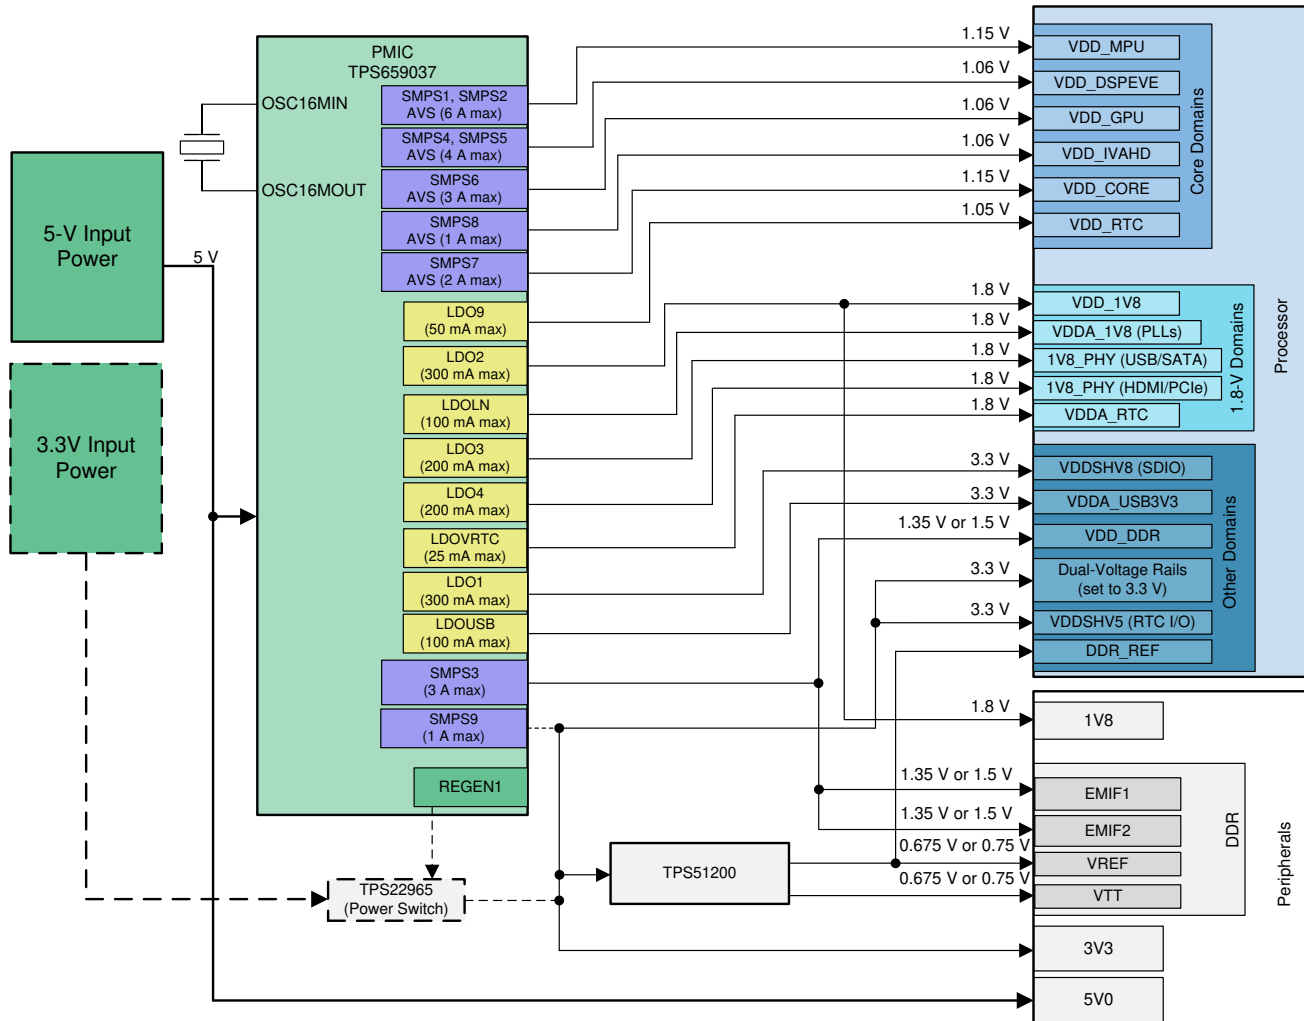 5-V Input
Power
5 V
3.3V Input
Power
PMIC
TPS659037
OSC16MIN
OSC16MOUT
SMPS1, SMPS2
AVS (6 A max)
SMPS4, SMPS5
AVS (4 A max)
SMPS6
AVS (3 A max)
SMPS8
AVS (1 A max)
SMPS7
AVS (2 A max)
LDO9
(50 mA max)
LDO2
(300 mA max)
LDOLN
(100 mA max)
LDO3
(200 mA max)
LDO4
(200 mA max)
LDOVRTC
(25 mA max)
LDO1
(300 mA max)
LDOUSB
(100 mA max)
SMPS3
(3 A max)
SMPS9
(1 A max)
REGEN1
TPS22965
(Power Switch)
TPS51200
1.15 V
1.06 V
1.06 V
1.06 V
1.15 V
1.05 V
1.8 V
1.8 V
1.8 V
1.8 V
1.8 V
3.3 V
3.3 V
1.35 V or 1.5 V
3.3 V
3.3 V
1.8 V
1.35 V or 1.5 V
1.35 V or 1.5 V
0.675 V or 0.75 V
0.675 V or 0.75 V
VDD_MPU
VDD_DSPEVE
VDD_GPU
VDD_IVAHD
VDD_CORE
VDD_RTC
Core Domains
VDD_1V8
VDDA_1V8 (PLLs)
1V8_PHY (USB/SATA)
1V8_PHY (HDMI/PCIe)
VDDA_RTC
1.8-V Domains
VDDSHV8 (SDIO)
VDDA_USB3V3
VDD_DDR
Dual-Voltage Rails
(set to 3.3 V)
VDDSHV5 (RTC I/O)
DDR_REF
Other Domains
Processor
1V8
EMIF1
EMIF2
VREF
VTT
DDR
3V3
5V0
Peripherals